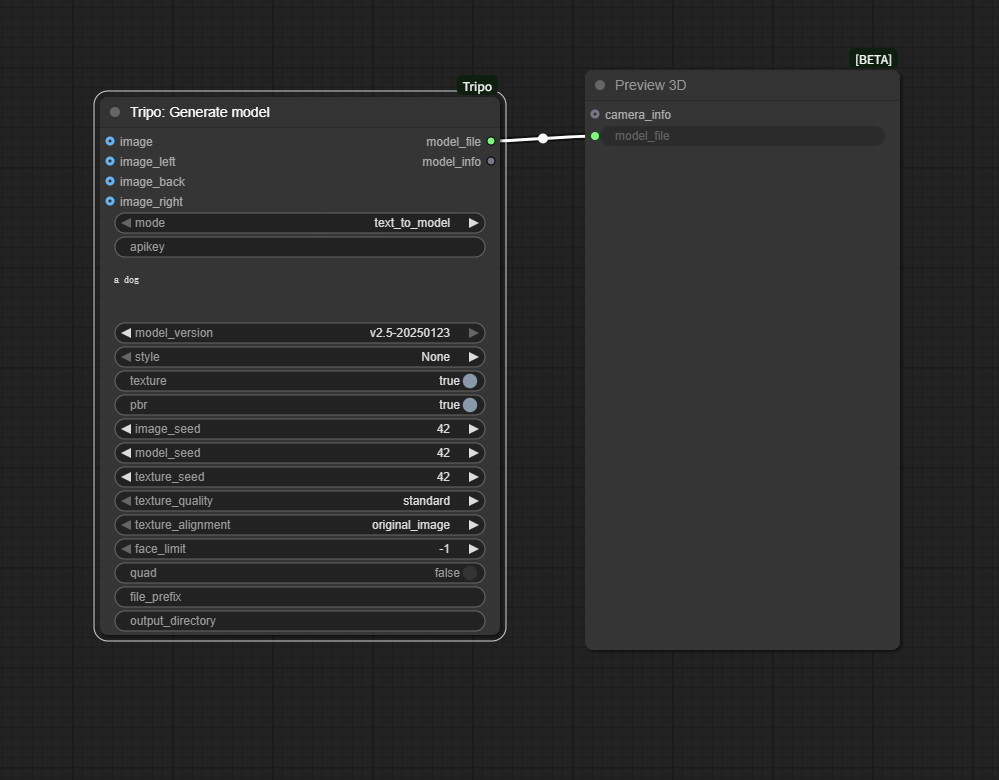 Tripo
Tripo: Generate model
image model_file
image_left model_info
image_back
image_right
mode text_to_model
apikey
a dog
model_version v2.5-20250123
style None
texture true
pbr true
image_seed 42
model_seed 42
texture_seed 42
texture_quality standard
texture_alignment original_image
face_limit -1
quad false
file_prefix
output_directory
[BETA]
Preview 3D
camera_info
model_file